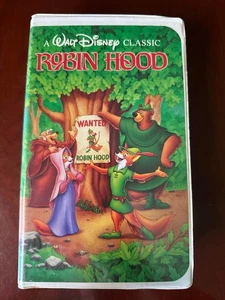 A WALT DISNEY CLASSIC
ROBIN HOOD
WANTED
ROBIN HOOD